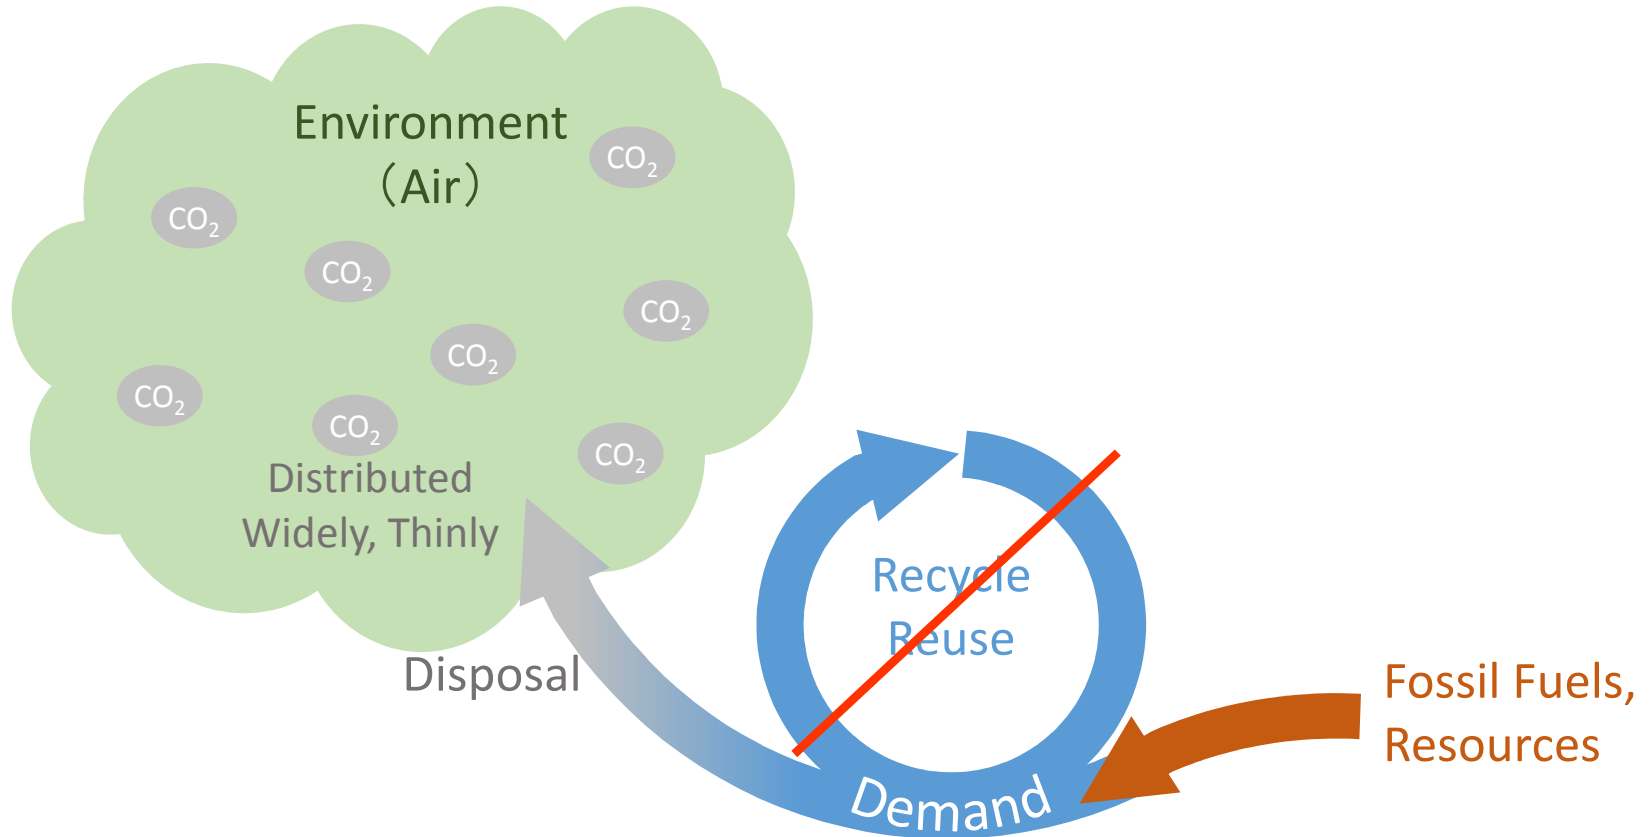 Environment
（Air）
CO₂
CO₂
CO₂
CO₂
CO₂
CO₂
CO₂
CO₂
Distributed
Widely, Thinly
Disposal
Recycle
Reuse
Demand
Fossil Fuels,
Resources